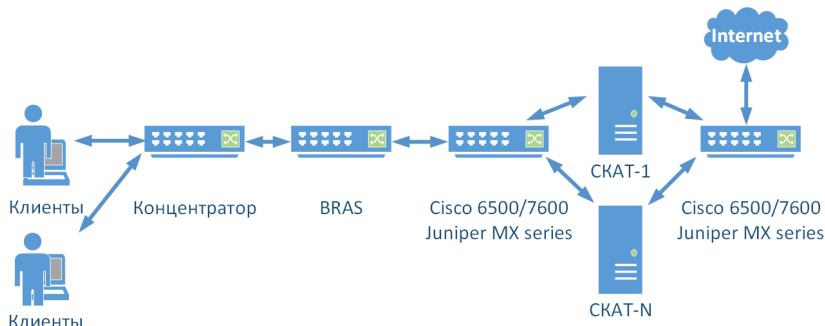 Internet
СКАТ-1
Клиенты
Концентратор
BRAS
Cisco 6500/7600
Juniper MX series
Cisco 6500/7600
Juniper MX series
СКАТ-N
Клиенты